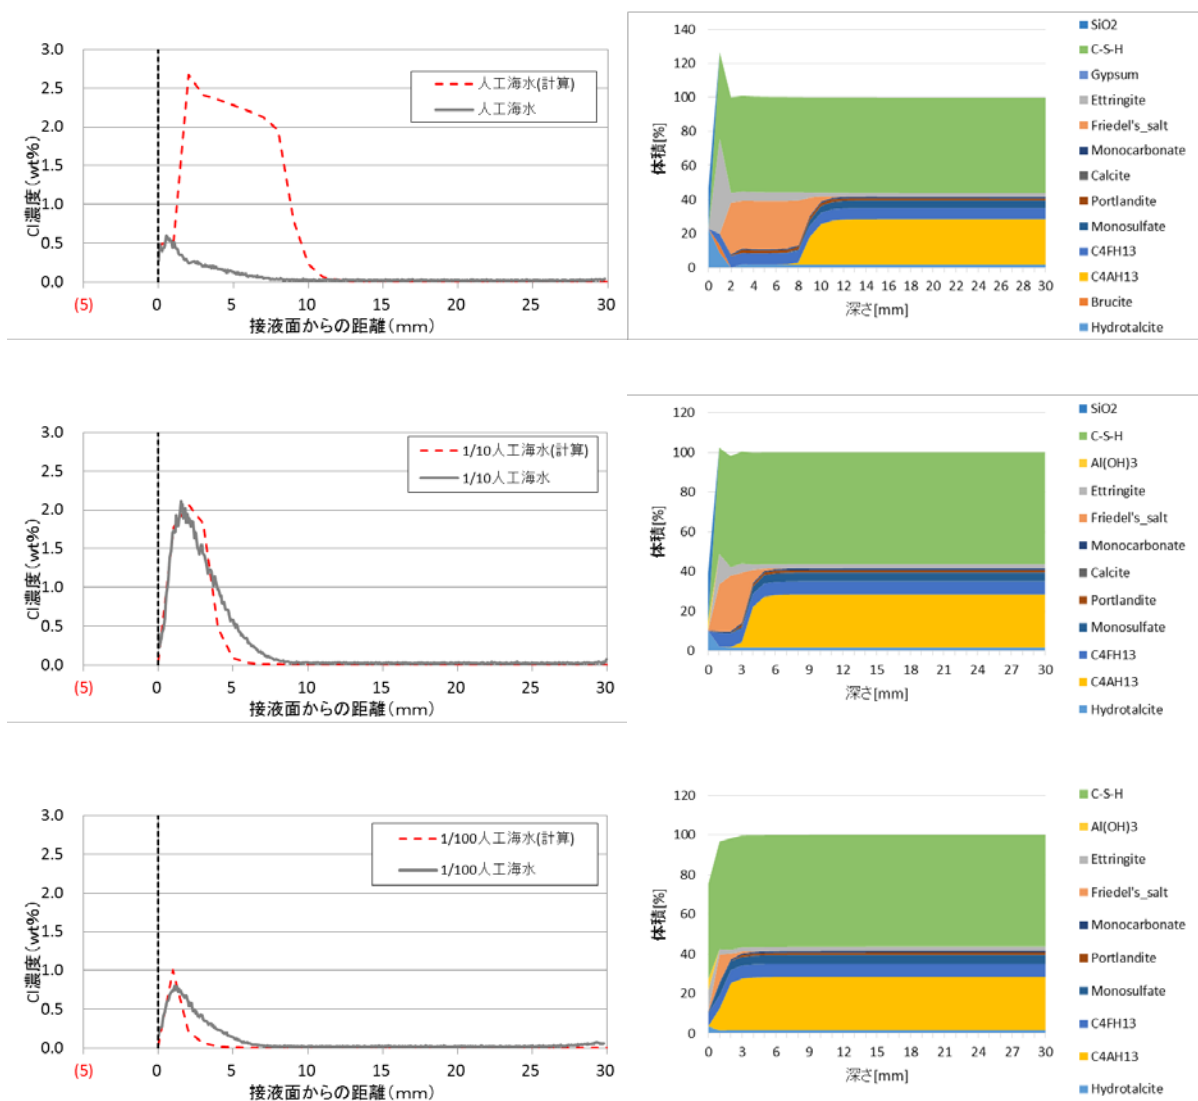 3.0
2.5
2.0
1.5
1.0
0.5
0.0
Cl濃度(wt%)
人工海水(計算)
人工海水
(5) 0 5 10 15 20 25 30
接液面からの距離(mm)
140
120
100
80
60
40
20
0
体積[%]
0 2 4 6 8 10 12 14 16 18 20 22 24 26 28 30
深さ[mm]
SiO2
C-S-H
Gypsum
Ettringite
Friedel's_salt
Monocarbonate
Calcite
Portlandite
Monosulfate
C4FH13
C4AH13
Brucite
Hydrotalcite
3.0
2.5
2.0
1.5
1.0
0.5
0.0
Cl濃度(wt%)
1/10人工海水(計算)
1/10人工海水
(5) 0 5 10 15 20 25 30
接液面からの距離(mm)
120
100
80
60
40
20
0
体積[%]
0 3 6 9 12 15 18 21 24 27 30
深さ[mm]
SiO2
C-S-H
Al(OH)3
Ettringite
Friedel's_salt
Monocarbonate
Calcite
Portlandite
Monosulfate
C4FH13
C4AH13
Hydrotalcite
3.0
2.5
2.0
1.5
1.0
0.5
0.0
Cl濃度(wt%)
1/100人工海水(計算)
1/100人工海水
(5) 0 5 10 15 20 25 30
接液面からの距離(mm)
120
100
80
60
40
20
0
体積[%]
0 3 6 9 12 15 18 21 24 27 30
深さ[mm]
C-S-H
Al(OH)3
Ettringite
Friedel's_salt
Monocarbonate
Portlandite
Monosulfate
C4FH13
C4AH13
Hydrotalcite